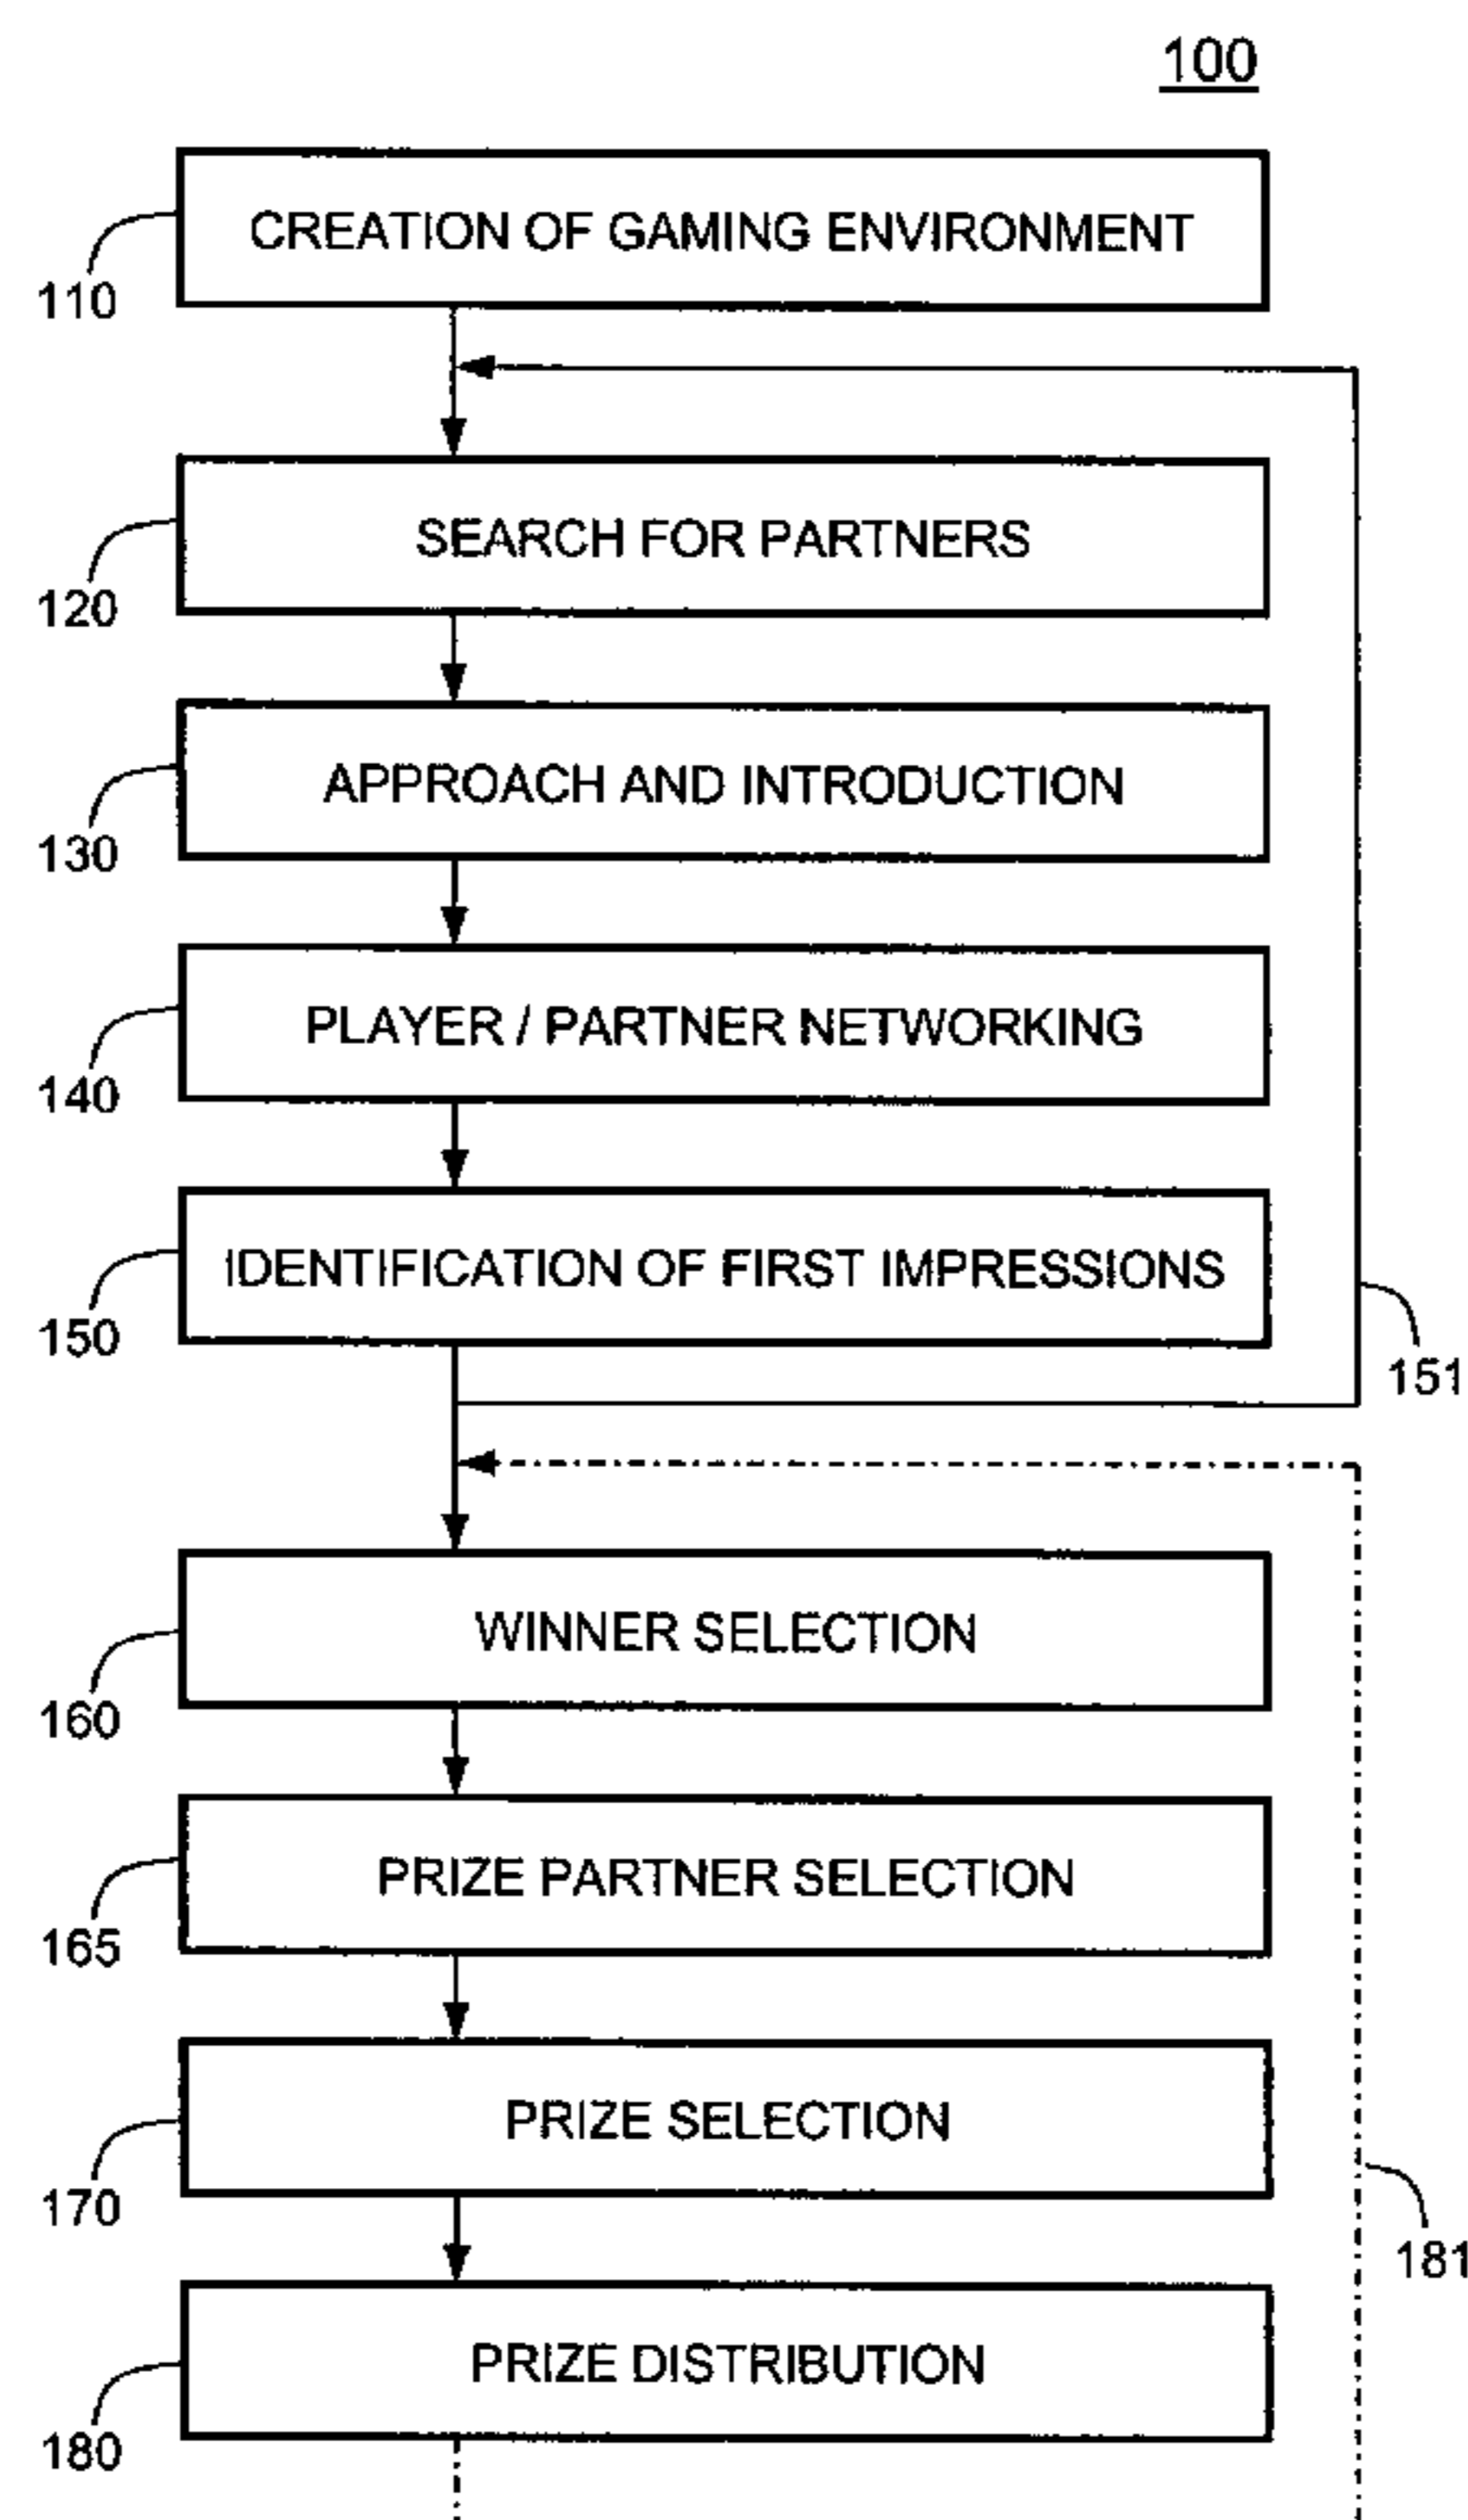 100
CREATION OF GAMING ENVIRONMENT
110
SEARCH FOR PARTNERS
120
APPROACH AND INTRODUCTION
130
PLAYER / PARTNER NETWORKING
140
IDENTIFICATION OF FIRST IMPRESSIONS
150
151
WINNER SELECTION
160
PRIZE PARTNER SELECTION
165
PRIZE SELECTION
170
181
PRIZE DISTRIBUTION
180